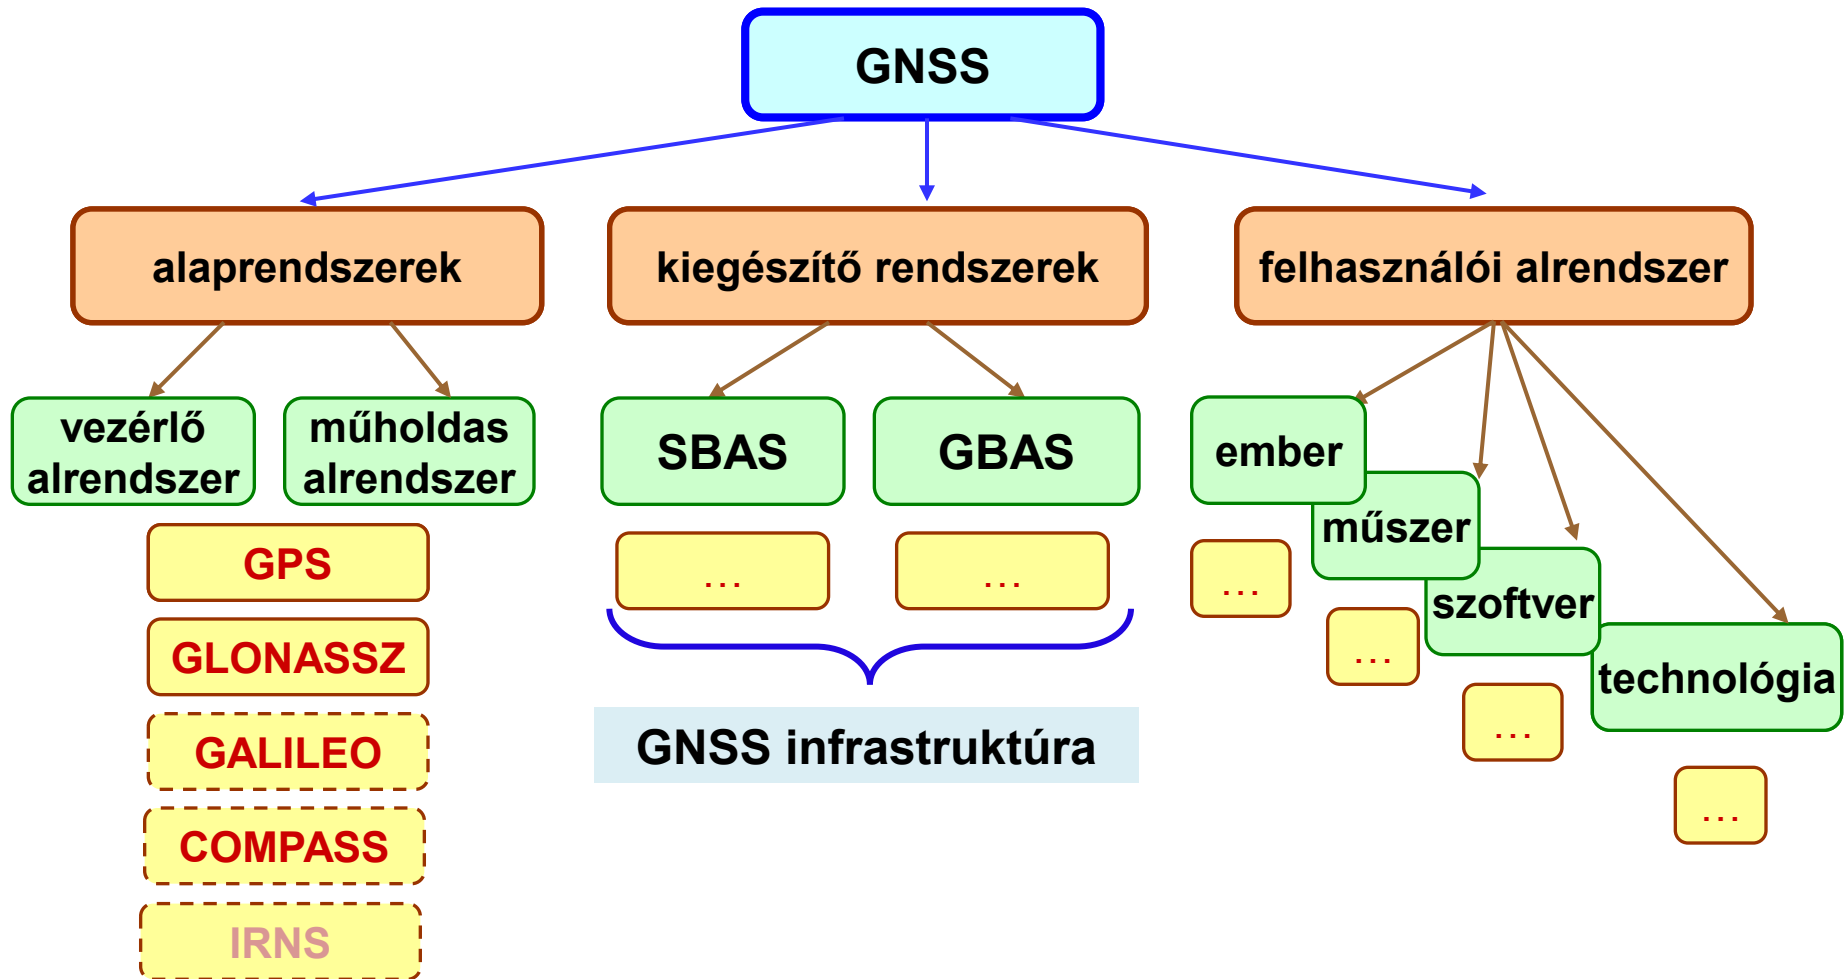 GNSS
alaprendszerek
kiegészítő rendszerek
felhasználói alrendszer
vezérlő
alrendszer
műholdas
alrendszer
SBAS
GBAS
ember
műszer
szoftver
technológia
GPS
GLONASSZ
GALILEO
COMPASS
IRNS
...
...
...
...
...
...
GNSS infrastruktúra